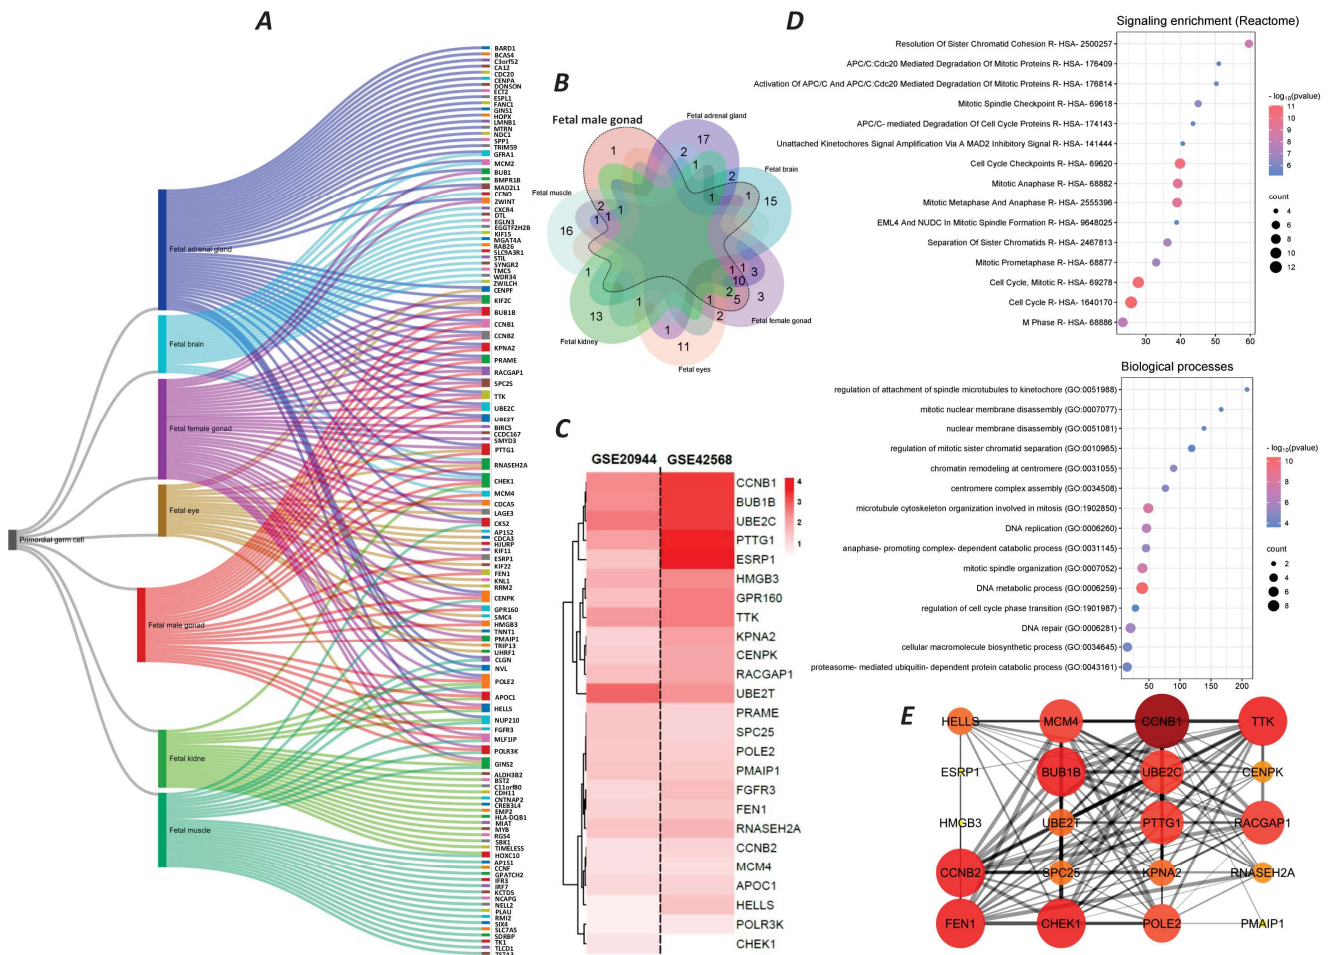 A
Primordial germ cell
Fetal adrenal gland
Fetal brain
Fetal female gonad
Fetal eye
Fetal male gonad
Fetal kidne
Fetal muscle
BARD1
BCAS4
C3orf52
CA12
CDC20
CENPA
DONSON
ECT2
ESPL1
FANC1
GINS1
HOPX
LMNB1
MTRN
NDC1
SPP1
TRIM59
GFRA1
MCM2
BUB1
BMPR1B
MAD2L1
CCNO
ZWINT
CXCR4
DTL
EGLN3
EGGTF2H2B
KIF15
MGAT4A
RAB26
SLC9A3R1
STIL
SYNGR2
TMC5
WDR34
ZWILCH
CENPF
KIF2C
BUB1B
CCNB1
CCNB2
KPNA2
PRAME
RACGAP1
SPC25
TTK
UBE2C
UBE2T
BIRC5
CCDC167
SMYD3
PTTG1
RNASEH2A
CHEK1
MCM4
CDCA5
LAGE3
CKS2
AP1S2
CDCA3
HJURP
KIF11
ESRP1
KIF22
FEN1
KNL1
RRM2
CENPK
GPR160
SMC4
HMGB3
TNNT1
PMAIP1
TRIP13
UHRF1
CLGN
NVL
POLE2
APOC1
HELLS
NUP210
FGFR3
MLF1IP
POLR3K
GINS2
ALDH3B2
BST2
C11orf80
CDH11
CNTNAP2
CREB3L4
EMP2
HLA-DQB1
MIAT
MYB
RGS4
SBK1
TIMELESS
HOXC10
AP1S1
CCNF
GPATCH2
IFR3
IRF7
KCTD5
NCAPG
NELL2
PLAU
RMI2
SIX4
SLC7A5
SDRBP
TK1
TLCD1
TSTA3
B
Fetal male gonad
Fetal adrenal gland
Fetal brain
Fetal female gonad
Fetal eyes
Fetal kidney
Fetal muscle
1
17
2
1
2
1
1
15
2
1
1
1
16
1
1
3
10
3
2
5
1
2
1
1
13
1
11
C
GSE20944 GSE42568
CCNB1
BUB1B
UBE2C
PTTG1
ESRP1
HMGB3
GPR160
TTK
KPNA2
CENPK
RACGAP1
UBE2T
PRAME
SPC25
POLE2
PMAIP1
FGFR3
FEN1
RNASEH2A
CCNB2
MCM4
APOC1
HELLS
POLR3K
CHEK1
4
3
2
1
D
Signaling enrichment (Reactome)
Resolution Of Sister Chromatid Cohesion R- HSA- 2500257
APC/C:Cdc20 Mediated Degradation Of Mitotic Proteins R- HSA- 176409
Activation Of APC/C And APC/C:Cdc20 Mediated Degradation Of Mitotic Proteins R- HSA- 176814
Mitotic Spindle Checkpoint R- HSA- 69618
APC/C- mediated Degradation Of Cell Cycle Proteins R- HSA- 174143
Unattached Kinetochores Signal Amplification Via A MAD2 Inhibitory Signal R- HSA- 141444
Cell Cycle Checkpoints R- HSA- 69620
Mitotic Anaphase R- HSA- 68882
Mitotic Metaphase And Anaphase R- HSA- 2555396
EML4 And NUDC In Mitotic Spindle Formation R- HSA- 9648025
Separation Of Sister Chromatids R- HSA- 2467813
Mitotic Prometaphase R- HSA- 68877
Cell Cycle, Mitotic R- HSA- 69278
Cell Cycle R- HSA- 1640170
M Phase R- HSA- 68886
30 40 50 60
- log10(pvalue)
11
10
9
8
7
6
count
4
6
8
10
12
Biological processes
regulation of attachment of spindle microtubules to kinetochore (GO:0051988)
mitotic nuclear membrane disassembly (GO:0007077)
nuclear membrane disassembly (GO:0051081)
regulation of mitotic sister chromatid separation (GO:0010965)
chromatin remodeling at centromere (GO:0031055)
centromere complex assembly (GO:0034508)
microtubule cytoskeleton organization involved in mitosis (GO:1902850)
DNA replication (GO:0006260)
anaphase- promoting complex- dependent catabolic process (GO:0031145)
mitotic spindle organization (GO:0007052)
DNA metabolic process (GO:0006259)
regulation of cell cycle phase transition (GO:1901987)
DNA repair (GO:0006281)
cellular macromolecule biosynthetic process (GO:0034645)
proteasome- mediated ubiquitin- dependent protein catabolic process (GO:0043161)
50 100 150 200
- log10(pvalue)
10
8
6
4
count
2
4
6
8
E
HELLS MCM4 CCNB1 TTK
ESRP1 BUB1B UBE2C CENPK
HMGB3 UBE2T PTTG1 RACGAP1
CCNB2 SPC25 KPNA2 RNASEH2A
FEN1 CHEK1 POLE2 PMAIP1